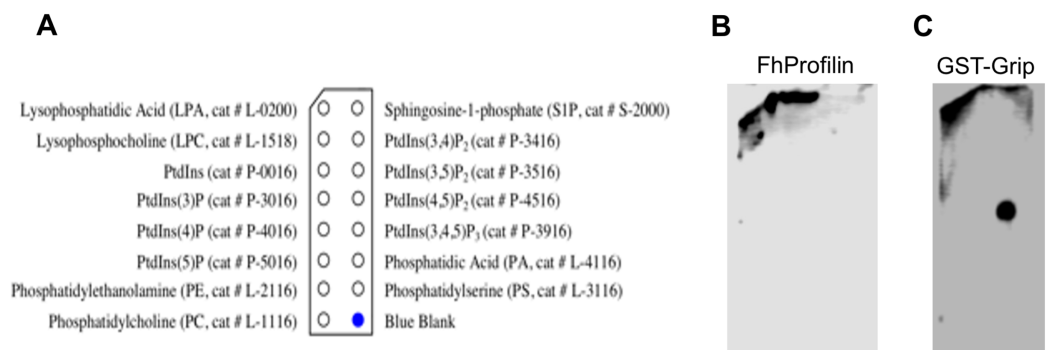 A
B
C
FhProfilin
GST-Grip
Lysophosphatidic Acid (LPA, cat # L-0200)
Sphingosine-1-phosphate (S1P, cat # S-2000)
Lysophosphocholine (LPC, cat # L-1518)
PtdIns(3,4)P₂ (cat # P-3416)
PtdIns (cat # P-0016)
PtdIns(3,5)P₂ (cat # P-3516)
PtdIns(3)P (cat # P-3016)
PtdIns(4,5)P₂ (cat # P-4516)
PtdIns(4)P (cat # P-4016)
PtdIns(3,4,5)P₃ (cat # P-3916)
PtdIns(5)P (cat # P-5016)
Phosphatidic Acid (PA, cat # L-4116)
Phosphatidylethanolamine (PE, cat # L-2116)
Phosphatidylserine (PS, cat # L-3116)
Phosphatidylcholine (PC, cat # L-1116)
Blue Blank